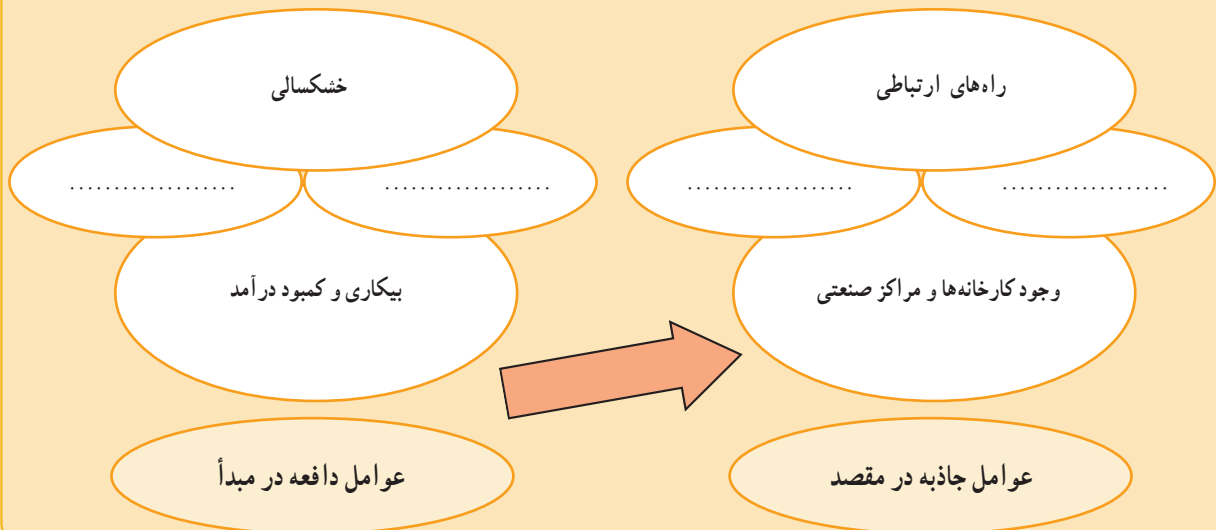 راه‌های ارتباطی
...................
...................
وجود کارخانه‌ها و مراکز صنعتی
عوامل جاذبه در مقصد
خشکسالی
...................
...................
بیکاری و کمبود درآمد
عوامل دافعه در مبدأ